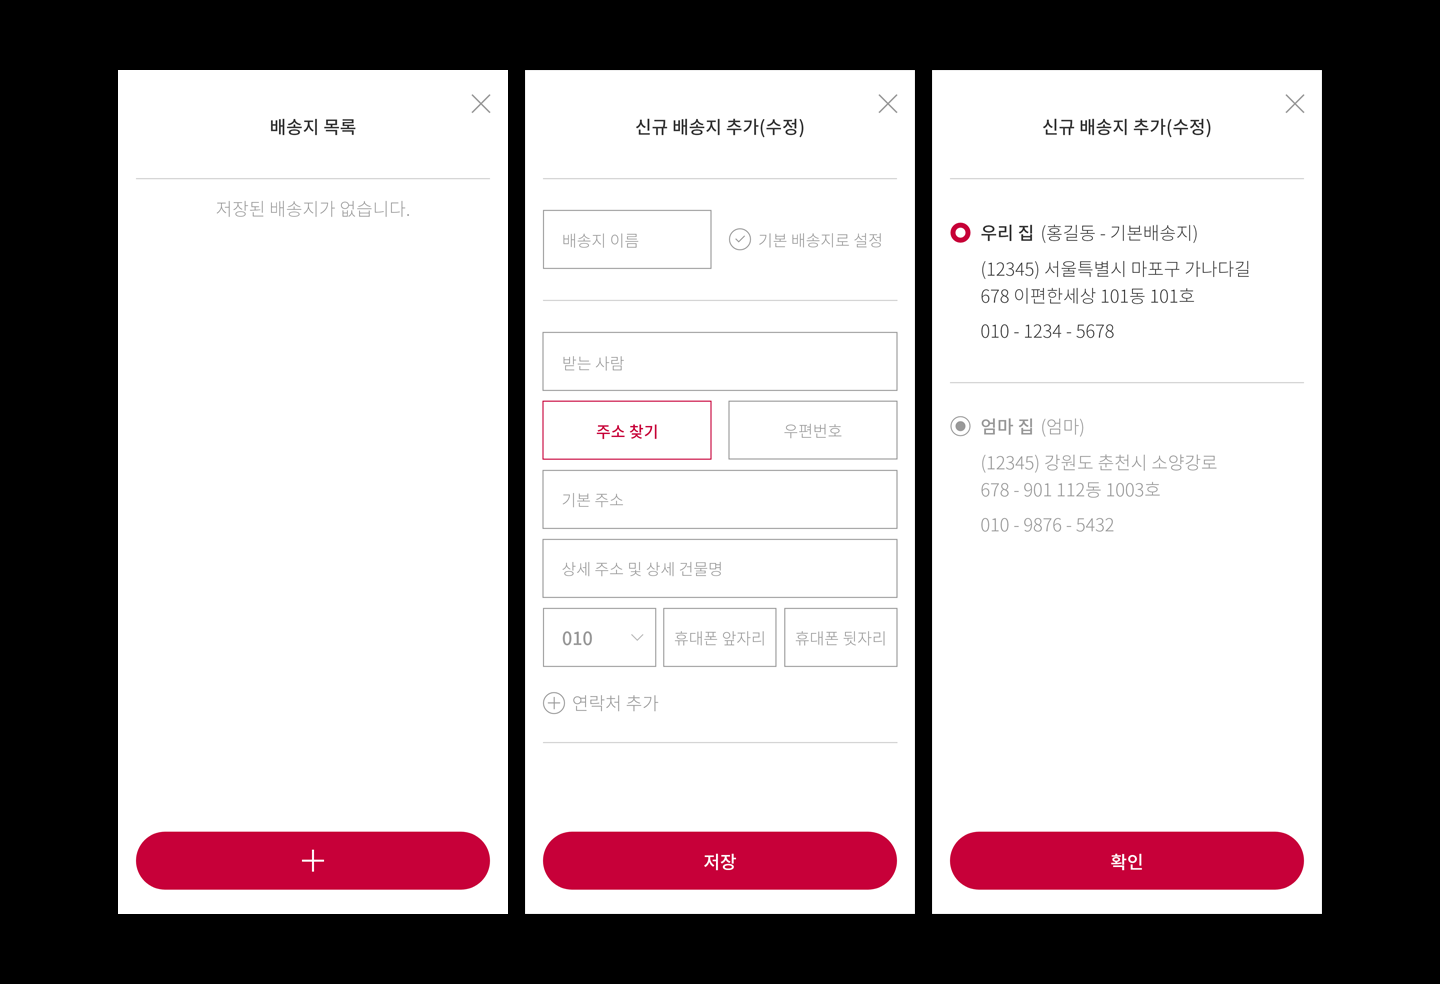 배송지 목록
저장된 배송지가 없습니다.
신규 배송지 추가(수정)
배송지 이름
기본 배송지로 설정
받는 사람
주소 찾기
우편번호
기본 주소
상세 주소 및 상세 건물명
010
휴대폰 앞자리
휴대폰 뒷자리
연락처 추가
저장
신규 배송지 추가(수정)
우리 집 (홍길동 - 기본배송지)
(12345) 서울특별시 마포구 가나다길
678 이편한세상 101동 101호
010 - 1234 - 5678
엄마 집 (엄마)
(12345) 강원도 춘천시 소양강로
678 - 901 112동 1003호
010 - 9876 - 5432
확인